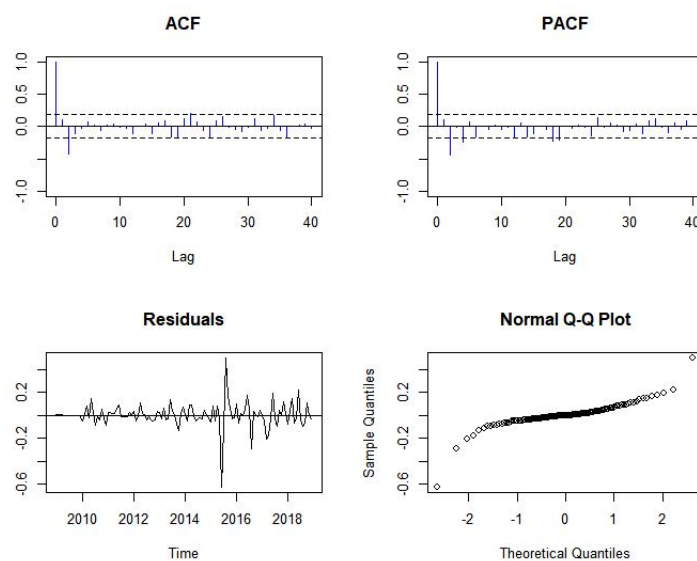 ACF
PACF
1.0
0.5
0.0
-1.0
0 10 20 30 40
Lag
1.0
0.5
0.0
-1.0
0 10 20 30 40
Lag
Residuals
Normal Q-Q Plot
0.2
-0.2
-0.6
2010 2012 2014 2016 2018
Time
Sample Quantiles
0.2
-0.2
-0.6
-2 -1 0 1 2
Theoretical Quantiles